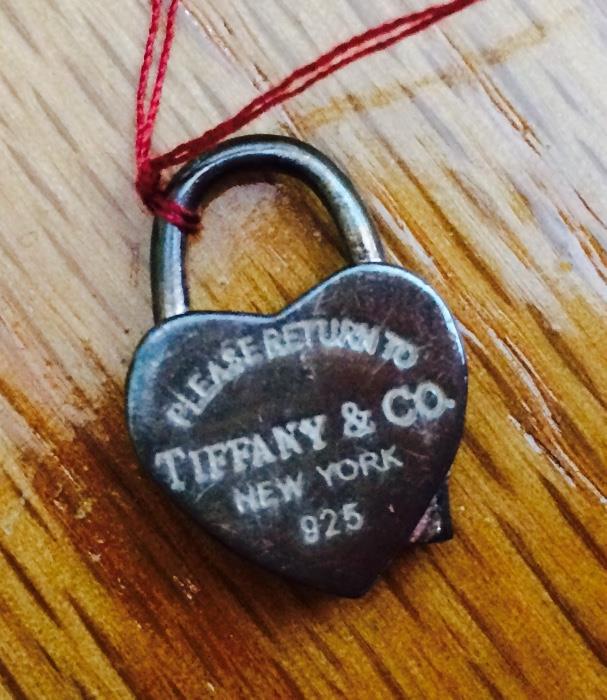 PLEASE RETURN TO
TIFFANY & CO.
NEW YORK
925